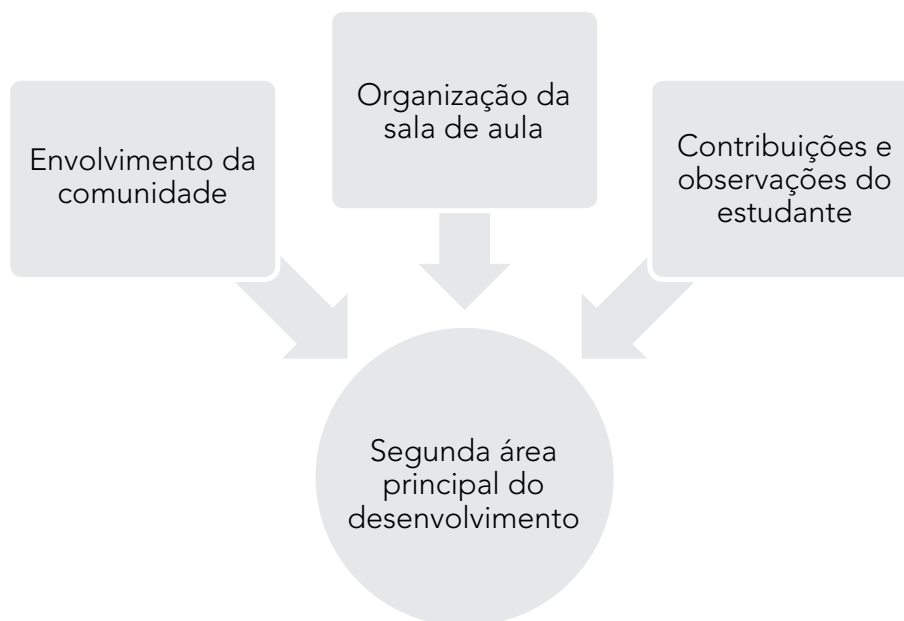 Envolvimento da
comunidade
Organização da
sala de aula
Contribuições e
observações do
estudante
Segunda área
principal do
desenvolvimento